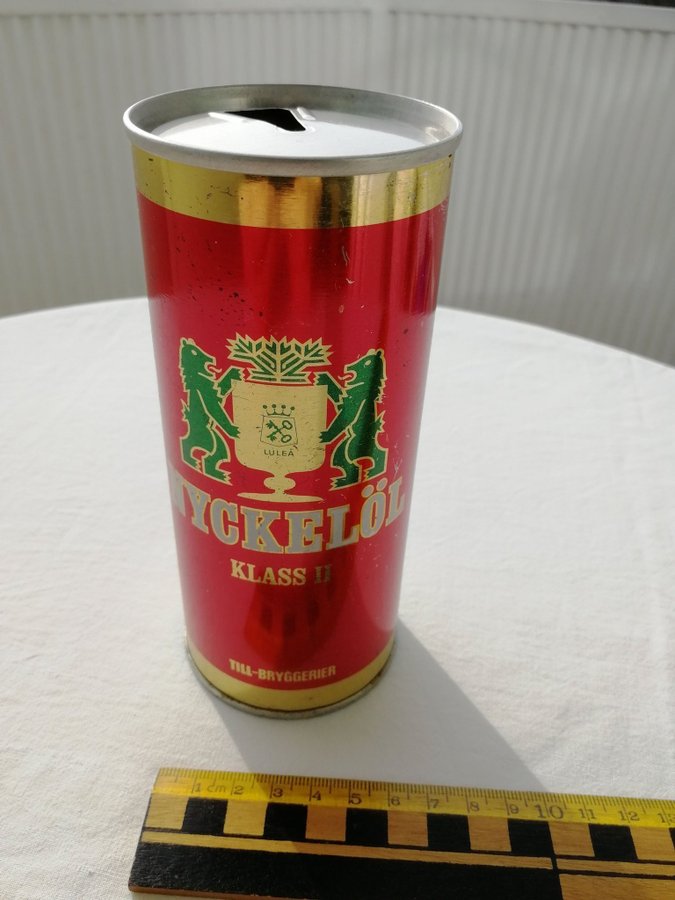 LULEÅ
NYCKELÖL
KLASS II
TILL-BRYGGERIER
1 cm 2 3 4 5 6 7 8 9 10 11 12 13